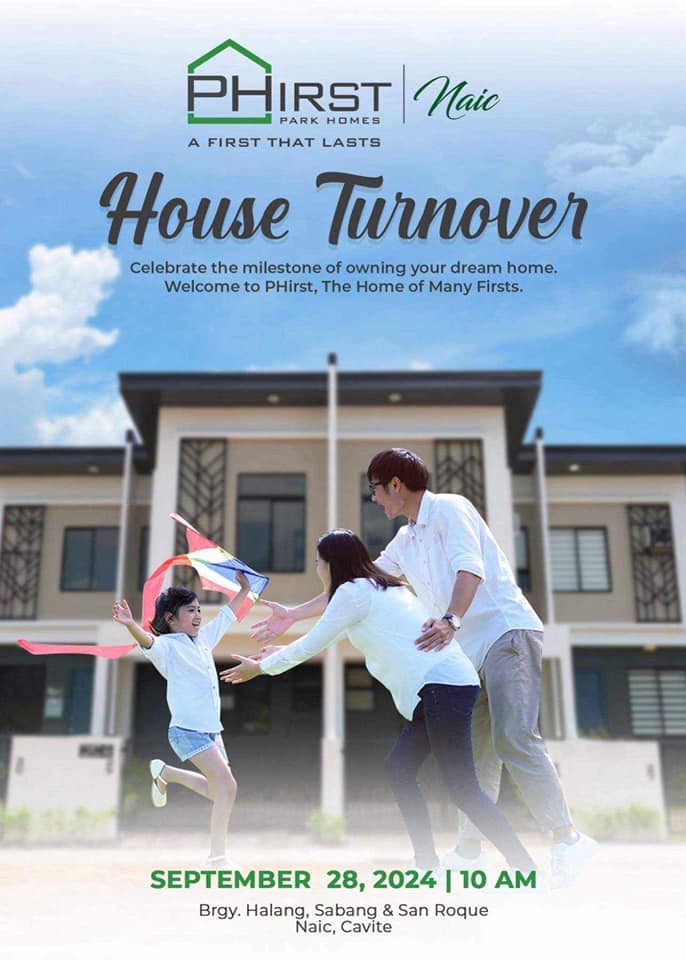 PHIRST
PARK HOMES
A FIRST THAT LASTS
Naic
House Turnover
Celebrate the milestone of owning your dream home.
Welcome to PHirst, The Home of Many Firsts.
SEPTEMBER 28, 2024 | 10 AM
Brgy. Halang, Sabang & San Roque
Naic, Cavite